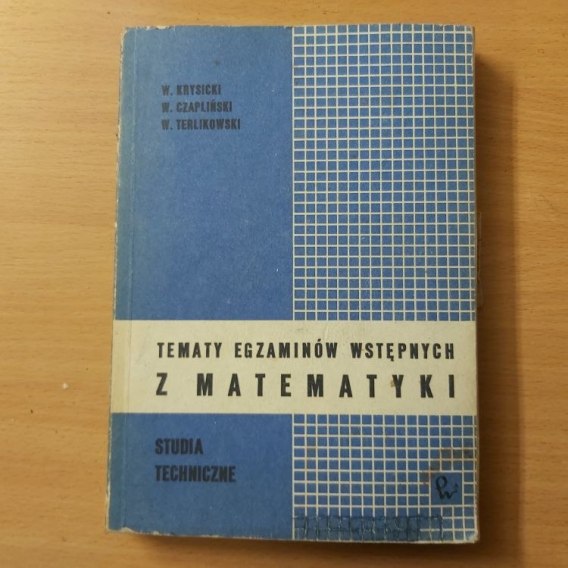 W. KRYSICKI
W. CZAPLIŃSKI
W. TERLIKOWSKI
TEMATY EGZAMINÓW WSTĘPNYCH
Z MATEMATYKI
STUDIA
TECHNICZNE